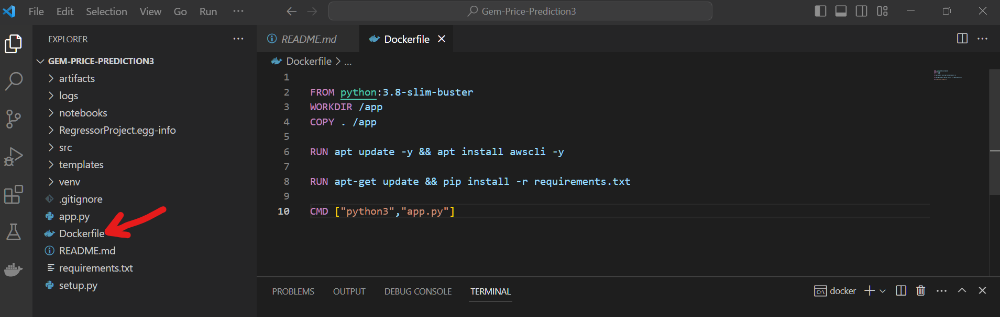 File Edit Selection View Go Run ...
Gem-Price-Prediction3
EXPLORER ...
GEM-PRICE-PREDICTION3
artifacts
logs
notebooks
RegressorProject.egg-info
src
templates
venv
.gitignore
app.py
Dockerfile
README.md
requirements.txt
setup.py
README.md Dockerfile
Dockerfile > ...
1
2 FROM python:3.8-slim-buster
3 WORKDIR /app
4 COPY . /app
5
6 RUN apt update -y && apt install awscli -y
7
8 RUN apt-get update && pip install -r requirements.txt
9
10 CMD ["python3","app.py"]
PROBLEMS OUTPUT DEBUG CONSOLE TERMINAL
docker